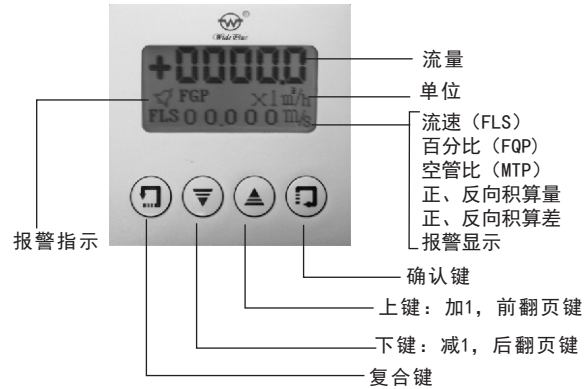 Wide Plus
+0000.0
流量
FGP ×1 m³/h
单位
FLS 00.000 m/s
流速（FLS）
百分比（FQP）
空管比（MTP）
正、反向积算量
正、反向积算差
报警显示
报警指示
确认键
上键：加1，前翻页键
下键：减1，后翻页键
复合键